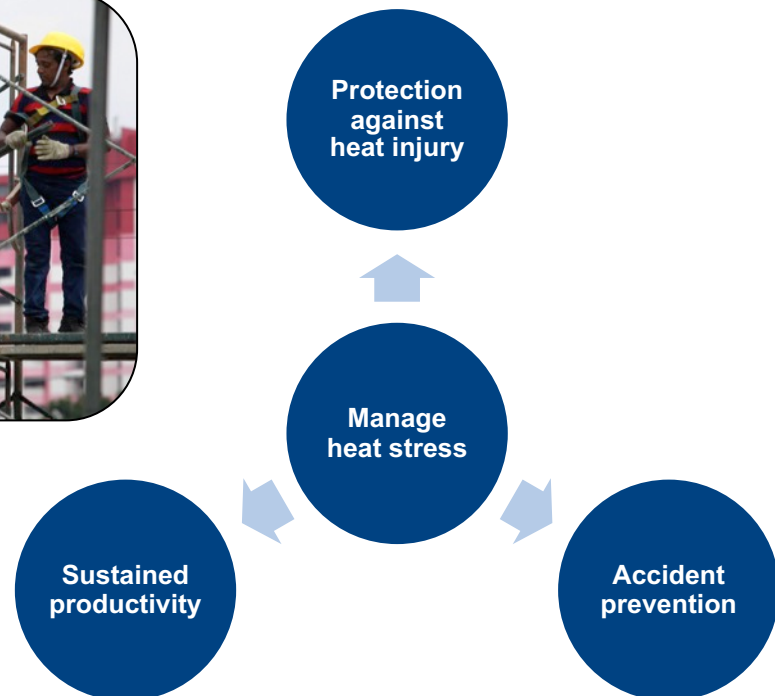 Protection
against
heat injury
Manage
heat stress
Sustained
productivity
Accident
prevention